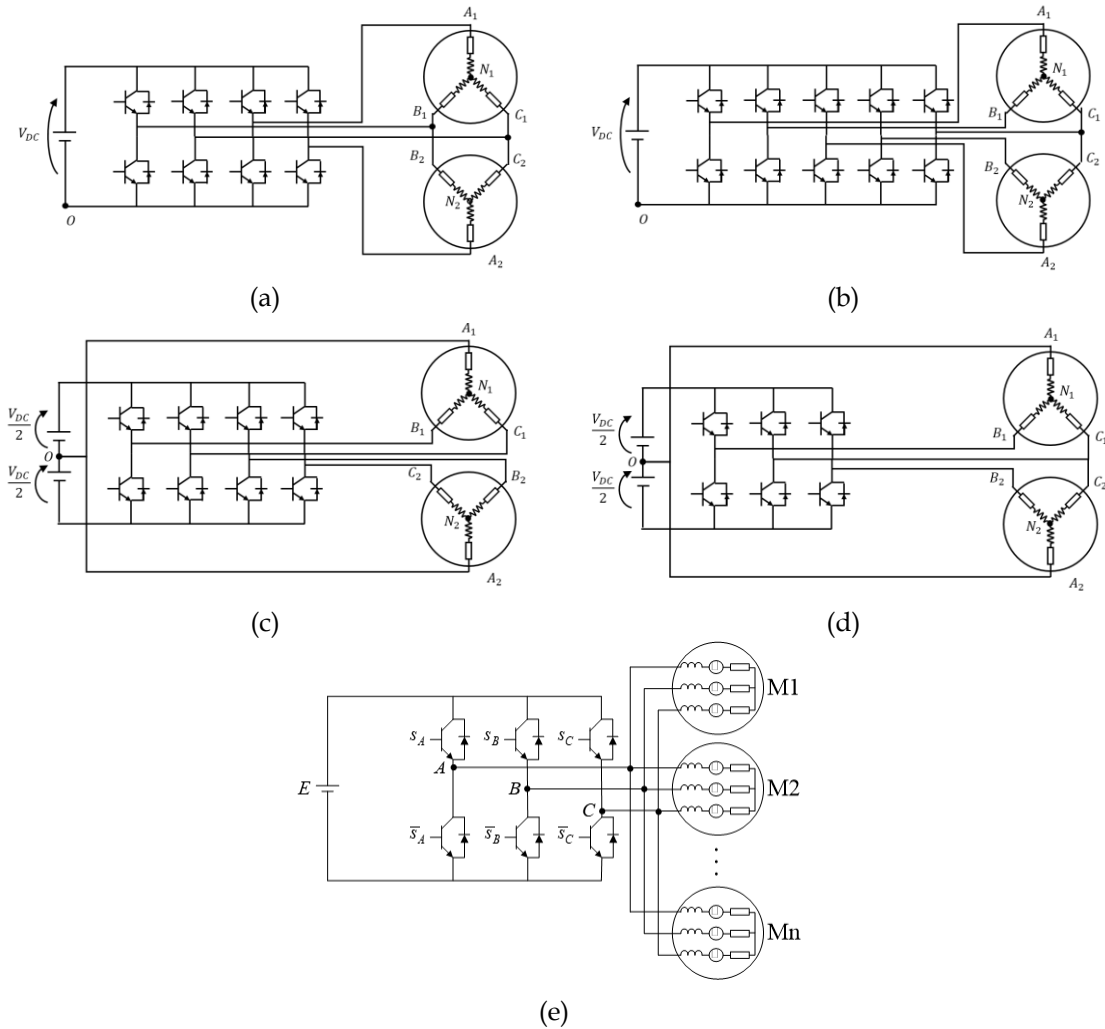 A₁
N₁
B₁
C₁
V_DC
B₂
C₂
N₂
O
A₂
(a)
A₁
N₁
B₁
C₁
V_DC
B₂
C₂
N₂
O
A₂
(b)
A₁
N₁
B₁
C₁
V_DC
2
O
V_DC
2
C₂
B₂
N₂
A₂
(c)
A₁
N₁
B₁
C₁
V_DC
2
O
V_DC
2
B₂
C₂
N₂
A₂
(d)
M1
s_A s_B s_C
A
M2
E
B
C
s̅_A s̅_B s̅_C
Mn
(e)